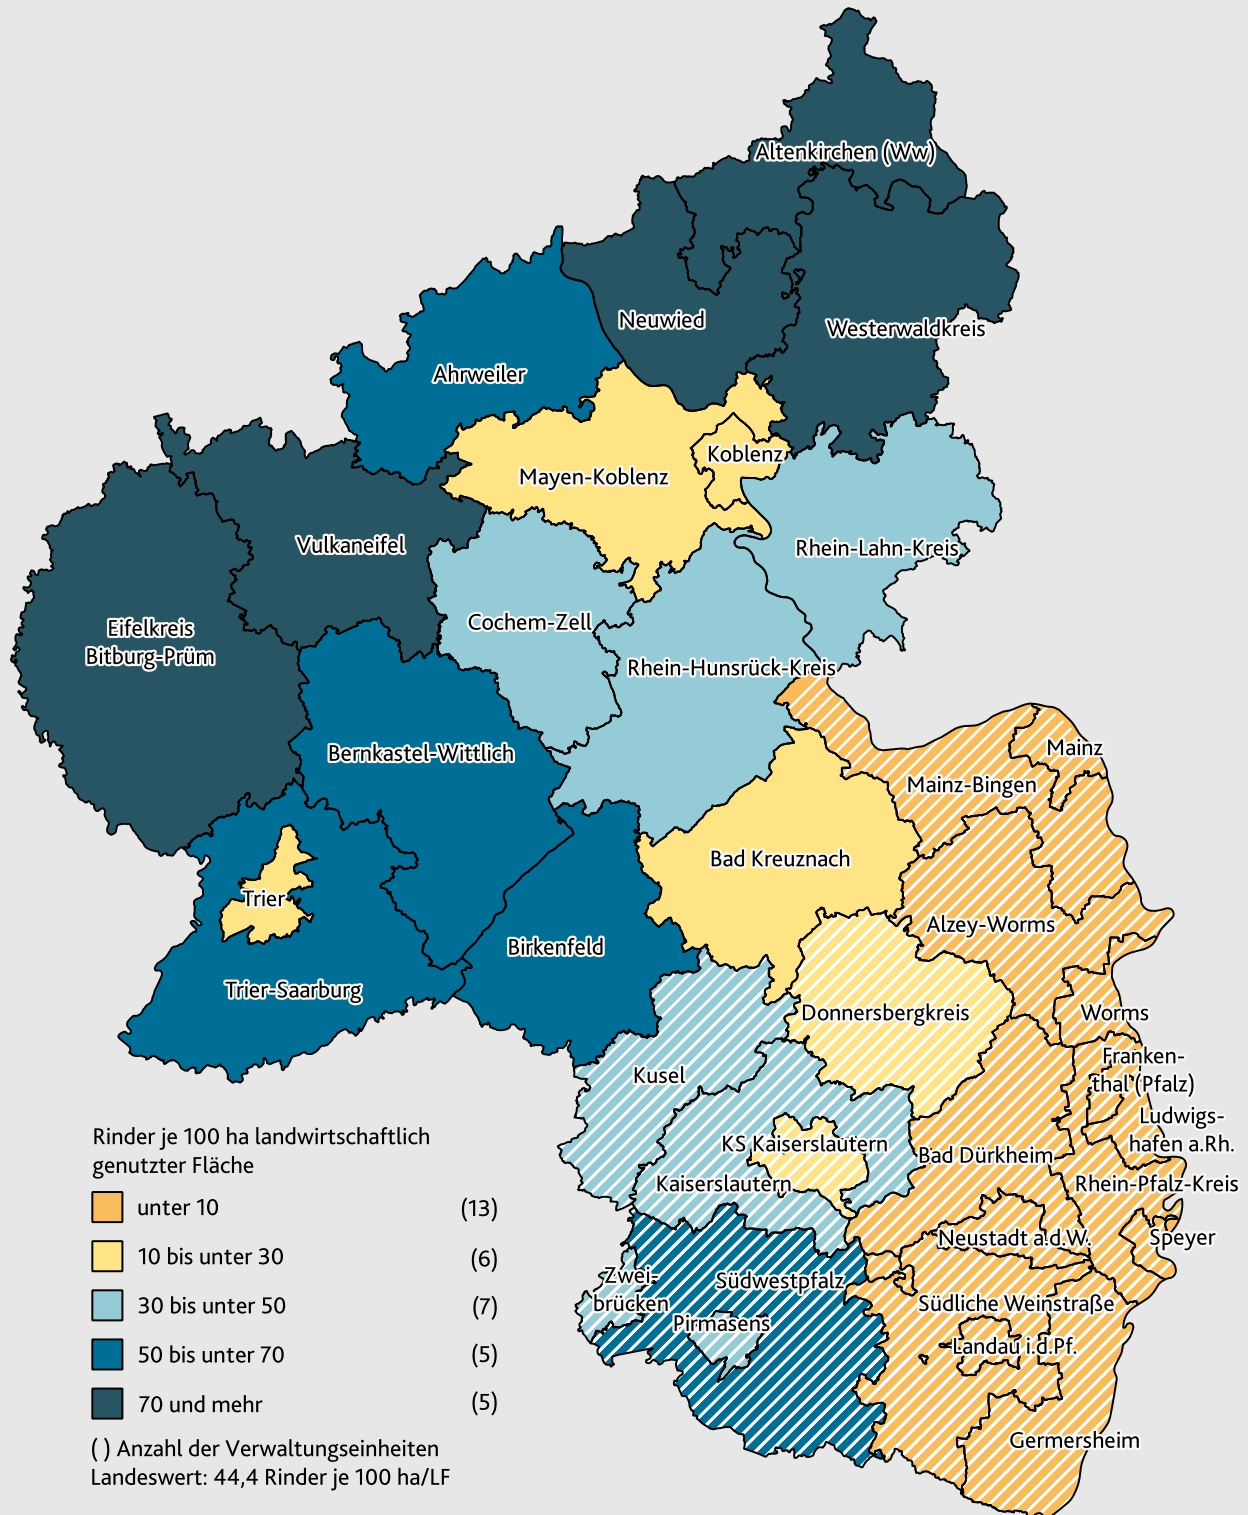 Altenkirchen (Ww)
Neuwied
Westerwaldkreis
Ahrweiler
Koblenz
Mayen-Koblenz
Vulkaneifel
Rhein-Lahn-Kreis
Cochem-Zell
Eifelkreis
Bitburg-Prüm
Rhein-Hunsrück-Kreis
Bernkastel-Wittlich
Mainz
Mainz-Bingen
Bad Kreuznach
Trier
Alzey-Worms
Birkenfeld
Trier-Saarburg
Donnersbergkreis
Worms
Kusel
Franken-
thal (Pfalz)
Ludwigs-
hafen a.Rh.
KS Kaiserslautern
Bad Dürkheim
Kaiserslautern
Rhein-Pfalz-Kreis
Neustadt a.d.W.
Speyer
Zwei-
brücken
Südwestpfalz
Südliche Weinstraße
Pirmasens
Landau i.d.Pf.
Germersheim
Rinder je 100 ha landwirtschaftlich
genutzter Fläche
unter 10 (13)
10 bis unter 30 (6)
30 bis unter 50 (7)
50 bis unter 70 (5)
70 und mehr (5)
( ) Anzahl der Verwaltungseinheiten
Landeswert: 44,4 Rinder je 100 ha/LF